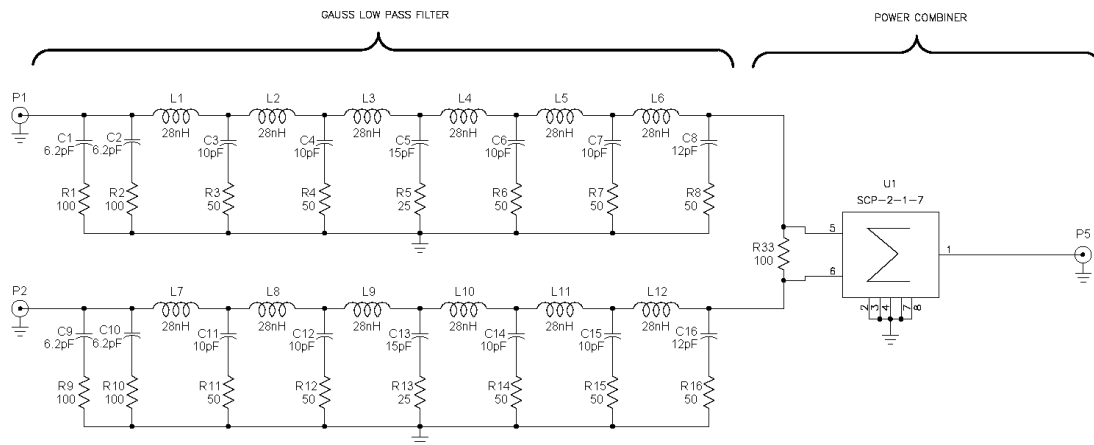 GAUSS LOW PASS FILTER
POWER COMBINER
P1
L1
28nH
L2
28nH
L3
28nH
L4
28nH
L5
28nH
L6
28nH
C1
6.2pF
C2
6.2pF
C3
10pF
C4
10pF
C5
15pF
C6
10pF
C7
10pF
C8
12pF
R1
100
R2
100
R3
50
R4
50
R5
25
R6
50
R7
50
R8
50
U1
SCP-2-1-7
5
6
1
2
3
4
7
8
R33
100
P5
P2
L7
28nH
L8
28nH
L9
28nH
L10
28nH
L11
28nH
L12
28nH
C9
6.2pF
C10
6.2pF
C11
10pF
C12
10pF
C13
15pF
C14
10pF
C15
10pF
C16
12pF
R9
100
R10
100
R11
50
R12
50
R13
25
R14
50
R15
50
R16
50